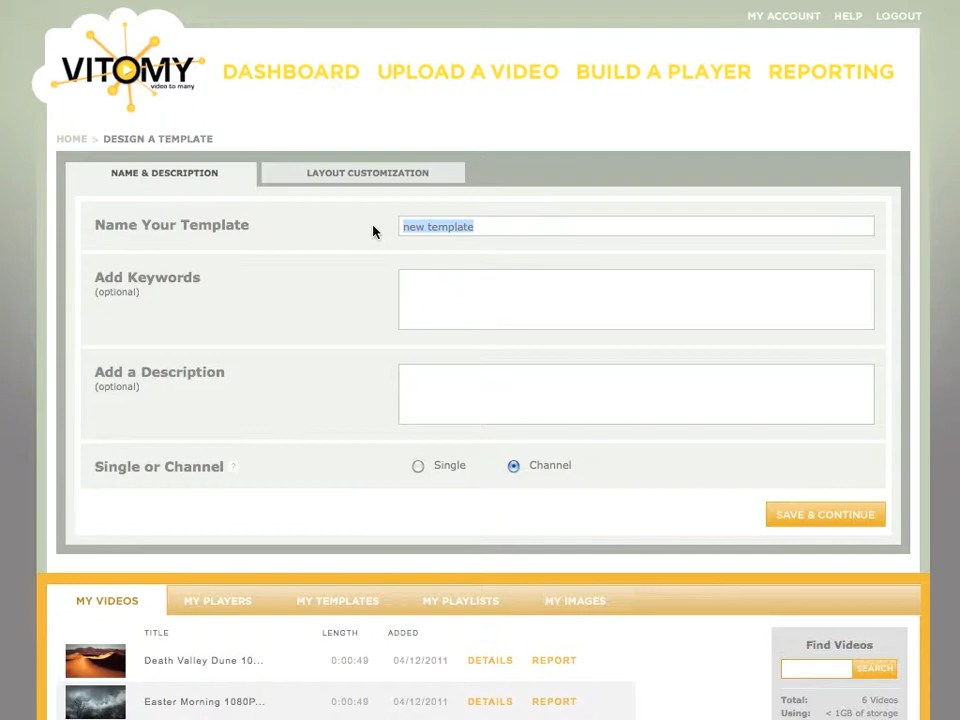 MY ACCOUNT HELP LOGOUT
VITOMY
video to many
DASHBOARD UPLOAD A VIDEO BUILD A PLAYER REPORTING
HOME > DESIGN A TEMPLATE
NAME & DESCRIPTION LAYOUT CUSTOMIZATION
Name Your Template new template
Add Keywords
(optional)
Add a Description
(optional)
Single or Channel ? Single Channel
SAVE & CONTINUE
MY VIDEOS MY PLAYERS MY TEMPLATES MY PLAYLISTS MY IMAGES
TITLE LENGTH ADDED
Death Valley Dune 10... 0:00:49 04/12/2011 DETAILS REPORT
Easter Morning 1080P... 0:00:49 04/12/2011 DETAILS REPORT
Find Videos
SEARCH
Total: 6 Videos
Using: < 1GB of storage